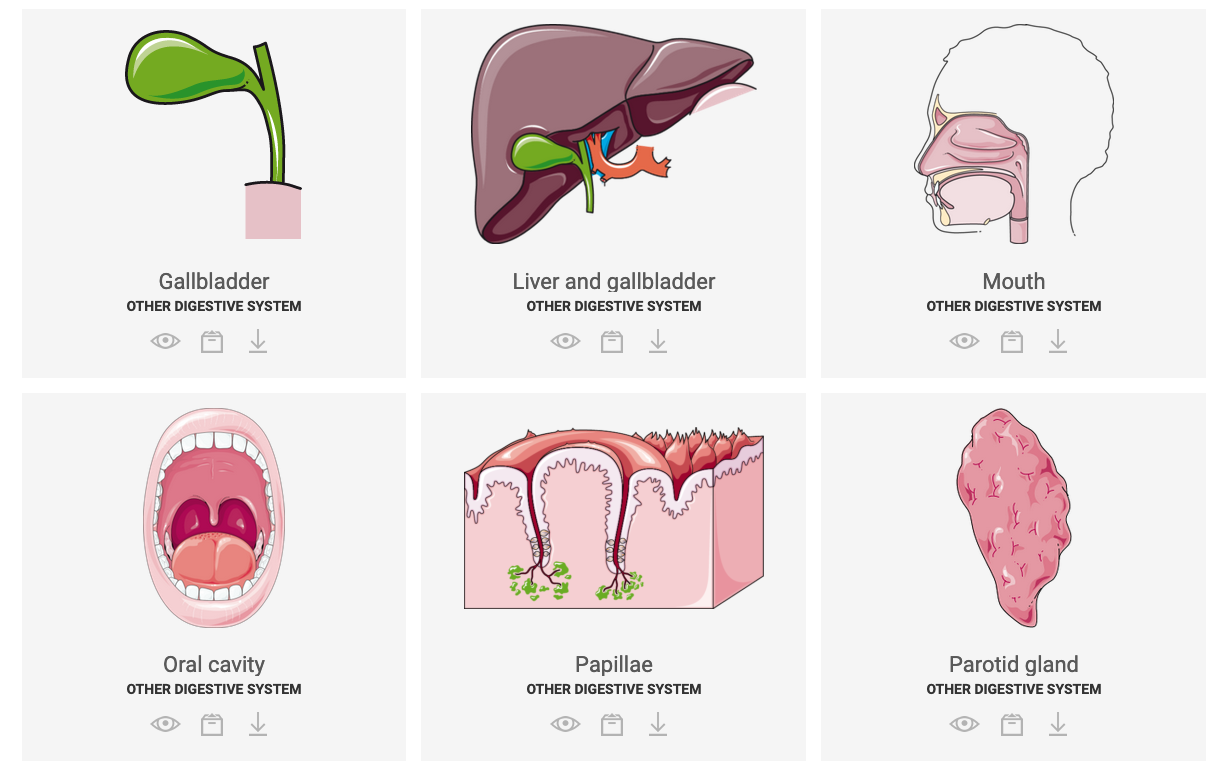 Gallbladder
OTHER DIGESTIVE SYSTEM
Liver and gallbladder
OTHER DIGESTIVE SYSTEM
Mouth
OTHER DIGESTIVE SYSTEM
Oral cavity
OTHER DIGESTIVE SYSTEM
Papillae
OTHER DIGESTIVE SYSTEM
Parotid gland
OTHER DIGESTIVE SYSTEM